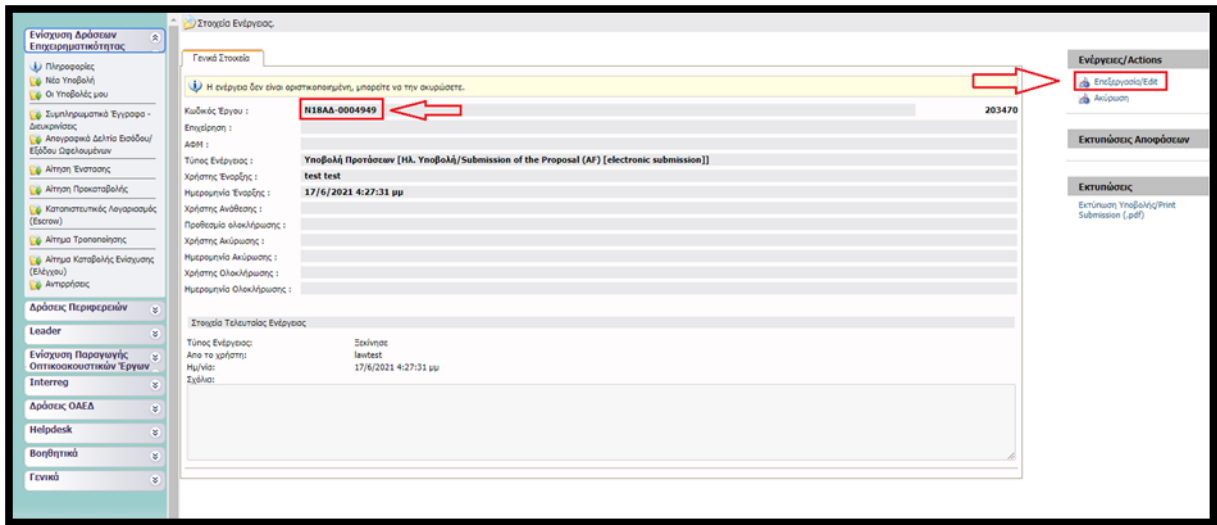 Ενίσχυση Δράσεων
Επιχειρηματικότητας
Πληροφορίες
Νέα Υποβολή
Οι Υποβολές μου
Συμπληρωματικά Έγγραφα -
Διευκρινίσεις
Απογραφικά Δελτία Εισόδου/
Εξόδου Ωφελουμένων
Αίτηση Ένστασης
Αίτηση Προκαταβολής
Καταπιστευτικός Λογαριασμός
(Escrow)
Αίτημα Τροποποίησης
Αίτημα Καταβολής Ενίσχυσης
(Ελέγχου)
Αντιρρήσεις
Δράσεις Περιφερειών
Leader
Ενίσχυση Παραγωγής
Οπτικοακουστικών Έργων
Interreg
Δράσεις ΟΑΕΔ
Helpdesk
Βοηθητικά
Γενικά
Στοιχεία Ενέργειας.
Γενικά Στοιχεία
Η ενέργεια δεν είναι οριστικοποιημένη, μπορείτε να την ακυρώσετε.
Κωδικός Έργου : Ν18ΑΔ-0004949 203470
Επιχείρηση :
ΑΦΜ :
Τύπος Ενέργειας : Υποβολή Προτάσεων [Ηλ. Υποβολή/Submission of the Proposal (AF) [electronic submission]]
Χρήστης Έναρξης : test test
Ημερομηνία Έναρξης : 17/6/2021 4:27:31 μμ
Χρήστης Ανάθεσης :
Προθεσμία ολοκλήρωσης :
Χρήστης Ακύρωσης :
Ημερομηνία Ακύρωσης :
Χρήστης Ολοκλήρωσης :
Ημερομηνία Ολοκλήρωσης :
Στοιχεία Τελευταίας Ενέργειας
Τύπος Ενέργειας: Ξεκίνησε
Απο το χρήστη: lawtest
Ημ/νία: 17/6/2021 4:27:31 μμ
Σχόλια:
Ενέργειες/Actions
Επεξεργασία/Edit
Ακύρωση
Εκτυπώσεις Αποφάσεων
Εκτυπώσεις
Εκτύπωση Υποβολής/Print
Submission (.pdf)